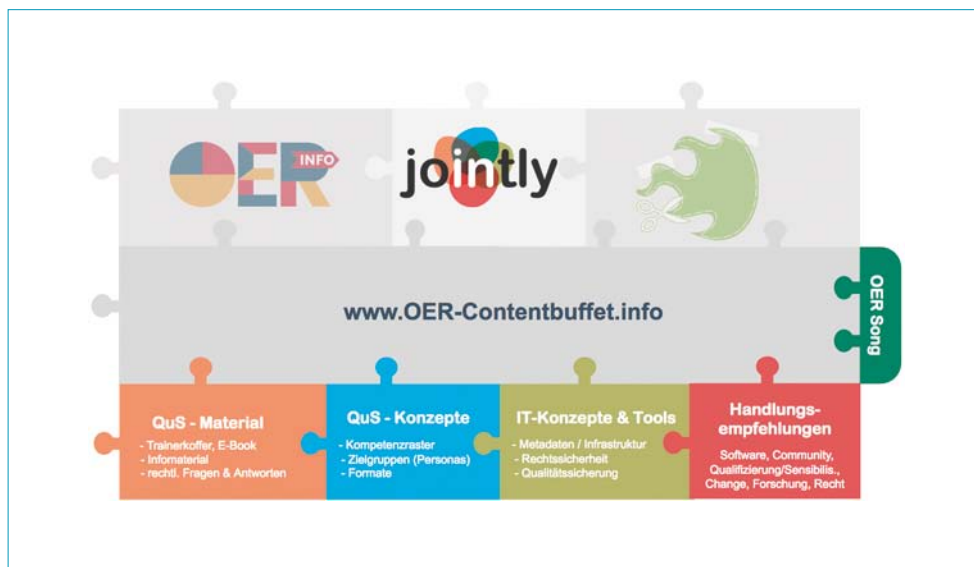 OER INFO
jointly
www.OER-Contentbuffet.info
OER Song
QuS - Material
- Trainerkoffer, E-Book
- Infomaterial
- rechtl. Fragen & Antworten
QuS - Konzepte
- Kompetenzraster
- Zielgruppen (Personas)
- Formate
IT-Konzepte & Tools
- Metadaten / Infrastruktur
- Rechtssicherheit
- Qualitätssicherung
Handlungs-
empfehlungen
Software, Community,
Qualifizierung/Sensibilis.,
Change, Forschung, Recht